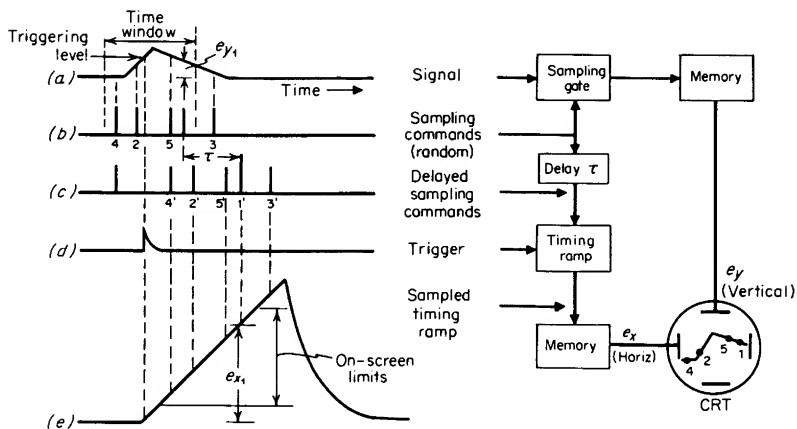 Time window
Triggering level
e_y₁
(a)
Time
4 2 5 3
(b)
τ
(c)
4' 2' 5' 1' 3'
(d)
e_x₁
On-screen limits
(e)
Signal
Sampling commands (random)
Delayed sampling commands
Trigger
Sampled timing ramp
Sampling gate
Memory
Delay τ
Timing ramp
Memory
e_x
(Horiz)
e_y
(Vertical)
4 2 5 1
CRT